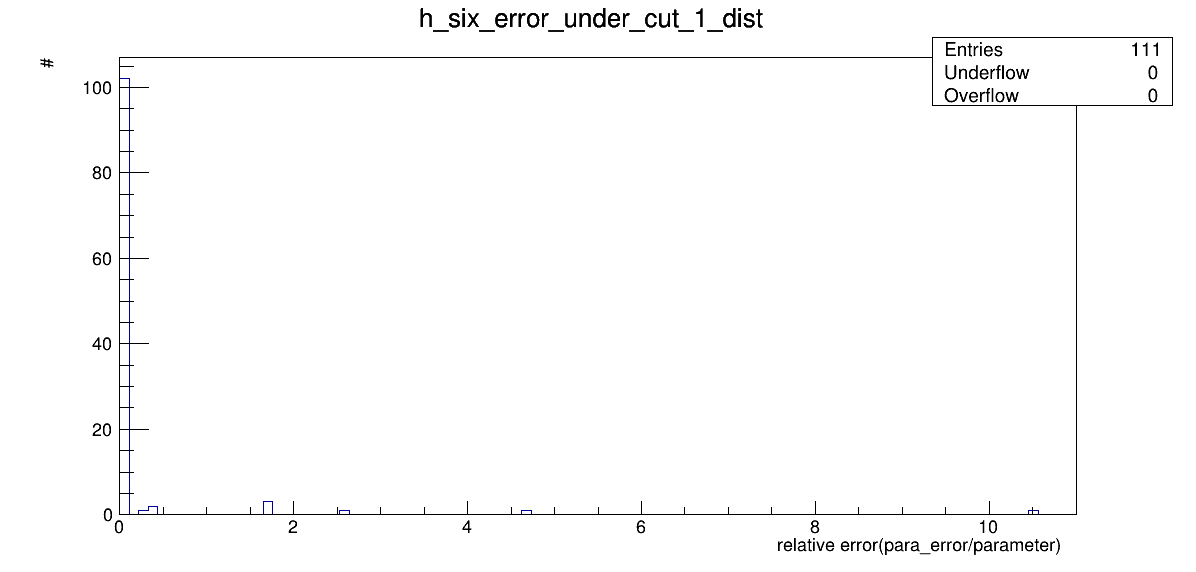 h_six_error_under_cut_1_dist
#
Entries 111
Underflow 0
Overflow 0
100
80
60
40
20
0
0 2 4 6 8 10
relative error(para_error/parameter)